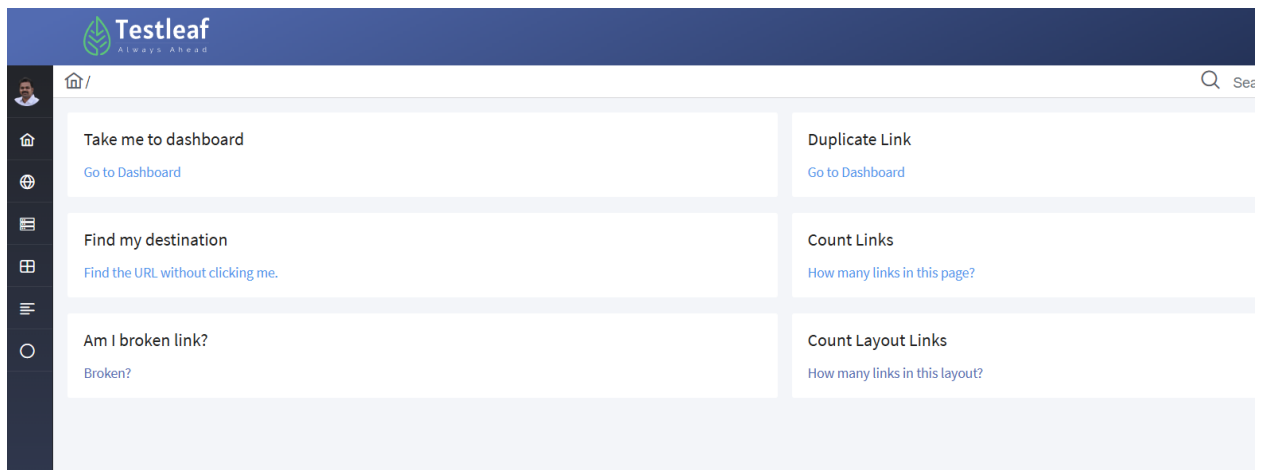 Testleaf
Always Ahead
/
Take me to dashboard
Go to Dashboard
Duplicate Link
Go to Dashboard
Find my destination
Find the URL without clicking me.
Count Links
How many links in this page?
Am I broken link?
Broken?
Count Layout Links
How many links in this layout?